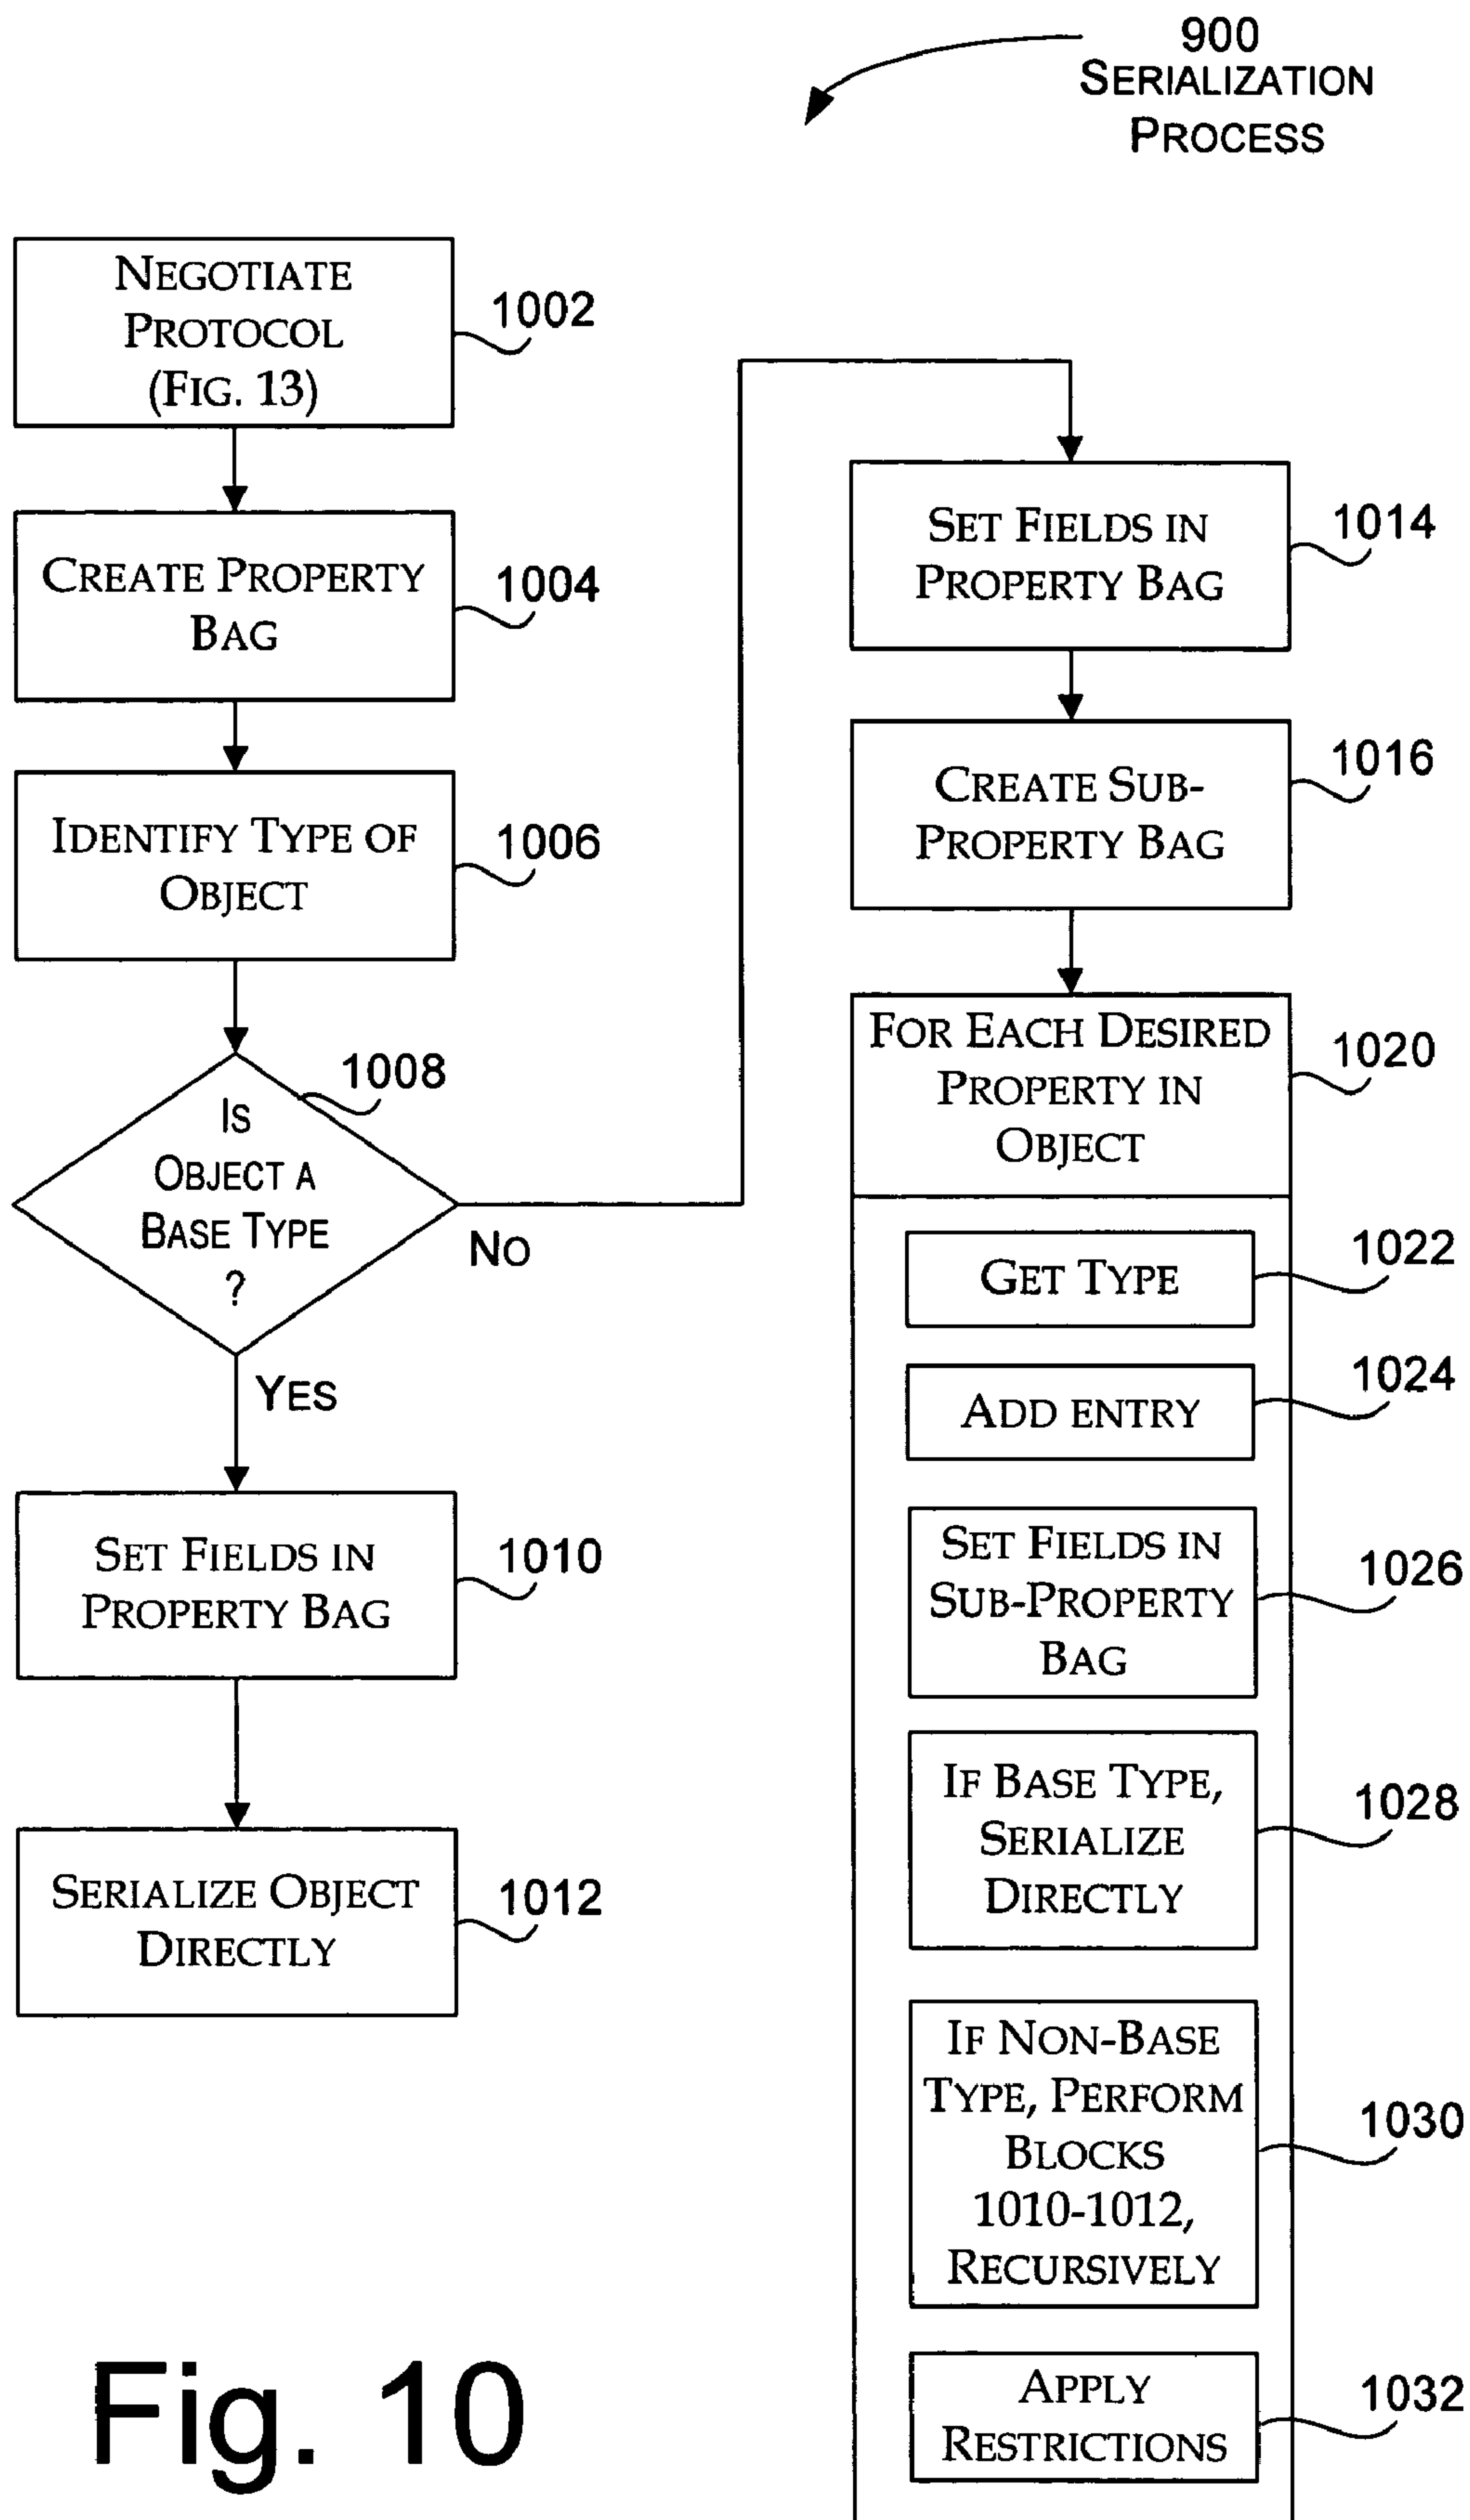 900
SERIALIZATION
PROCESS
NEGOTIATE
PROTOCOL
(FIG. 13)
1002
CREATE PROPERTY
BAG
1004
IDENTIFY TYPE OF
OBJECT
1006
1008
IS
OBJECT A
BASE TYPE
?
NO
YES
SET FIELDS IN
PROPERTY BAG
1010
SERIALIZE OBJECT
DIRECTLY
1012
SET FIELDS IN
PROPERTY BAG
1014
CREATE SUB-
PROPERTY BAG
1016
FOR EACH DESIRED
PROPERTY IN
OBJECT
1020
GET TYPE
1022
ADD ENTRY
1024
SET FIELDS IN
SUB-PROPERTY
BAG
1026
IF BASE TYPE,
SERIALIZE
DIRECTLY
1028
IF NON-BASE
TYPE, PERFORM
BLOCKS
1010-1012,
RECURSIVELY
1030
APPLY
RESTRICTIONS
1032
Fig. 10